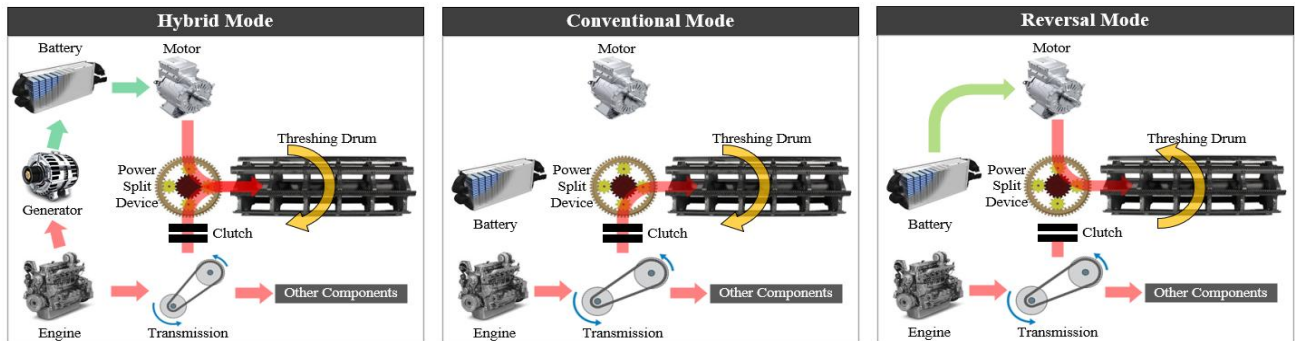 Hybrid Mode
Battery
Motor
Threshing Drum
Power
Split
Device
Generator
Clutch
Other Components
Engine
Transmission
Conventional Mode
Motor
Threshing Drum
Power
Split
Device
Battery
Clutch
Other Components
Engine
Transmission
Reversal Mode
Motor
Threshing Drum
Power
Split
Device
Battery
Clutch
Other Components
Engine
Transmission